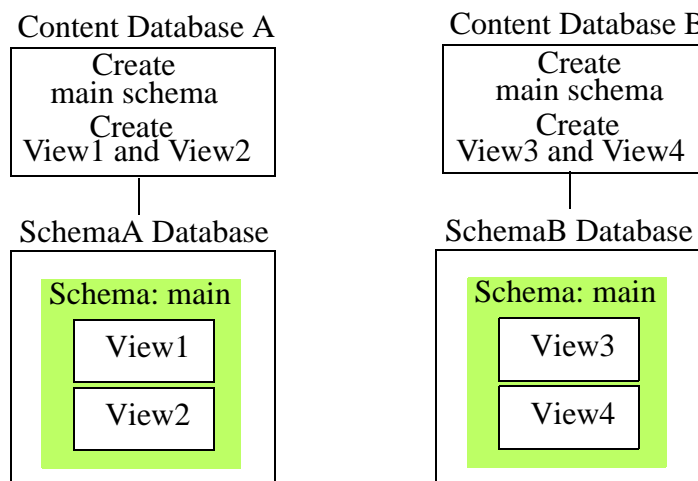 Content Database A
Create
main schema
Create
View1 and View2
SchemaA Database
Schema: main
View1
View2
Content Database B
Create
main schema
Create
View3 and View4
SchemaB Database
Schema: main
View3
View4